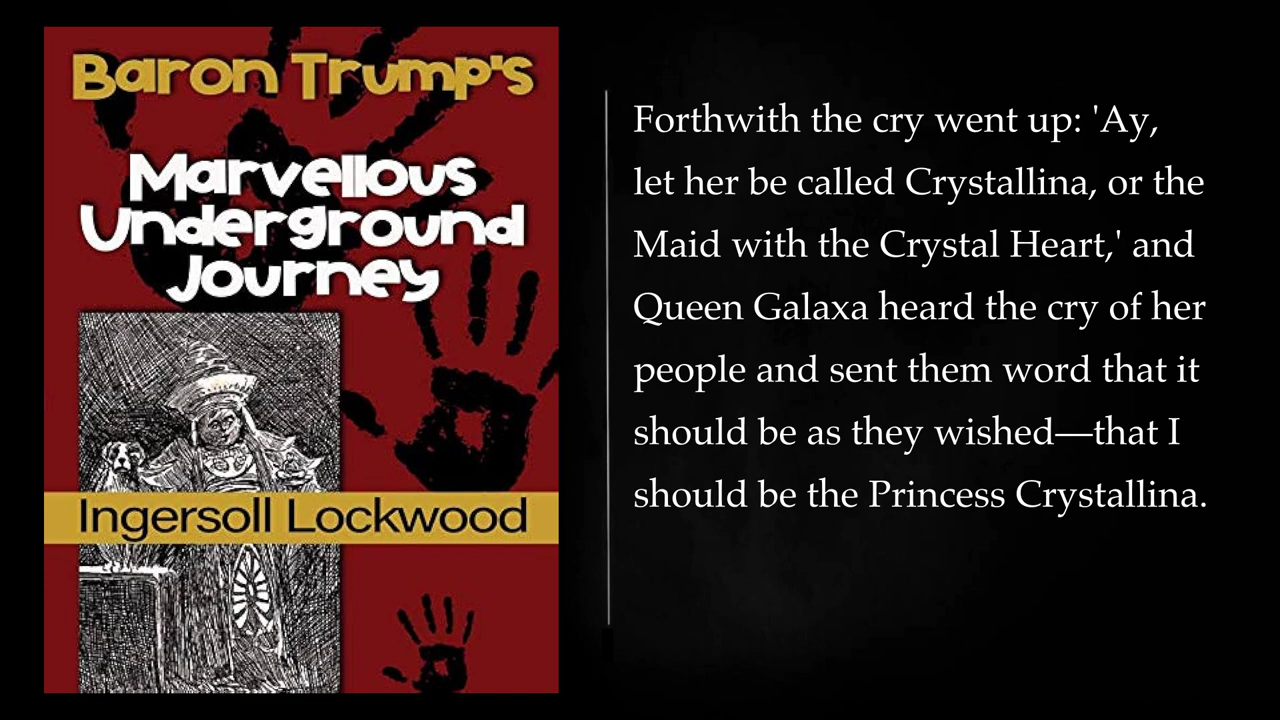 Baron Trump's
Marvellous
Underground
Journey
Ingersoll Lockwood
Forthwith the cry went up: 'Ay,
let her be called Crystallina, or the
Maid with the Crystal Heart,' and
Queen Galaxa heard the cry of her
people and sent them word that it
should be as they wished—that I
should be the Princess Crystallina.